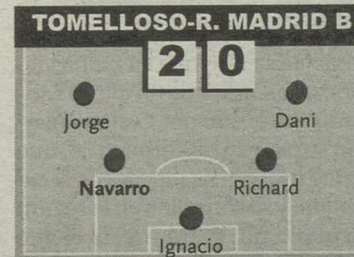 TOMELLOSO-R. MADRID B
2 0
Jorge Dani
Navarro Richard
Ignacio